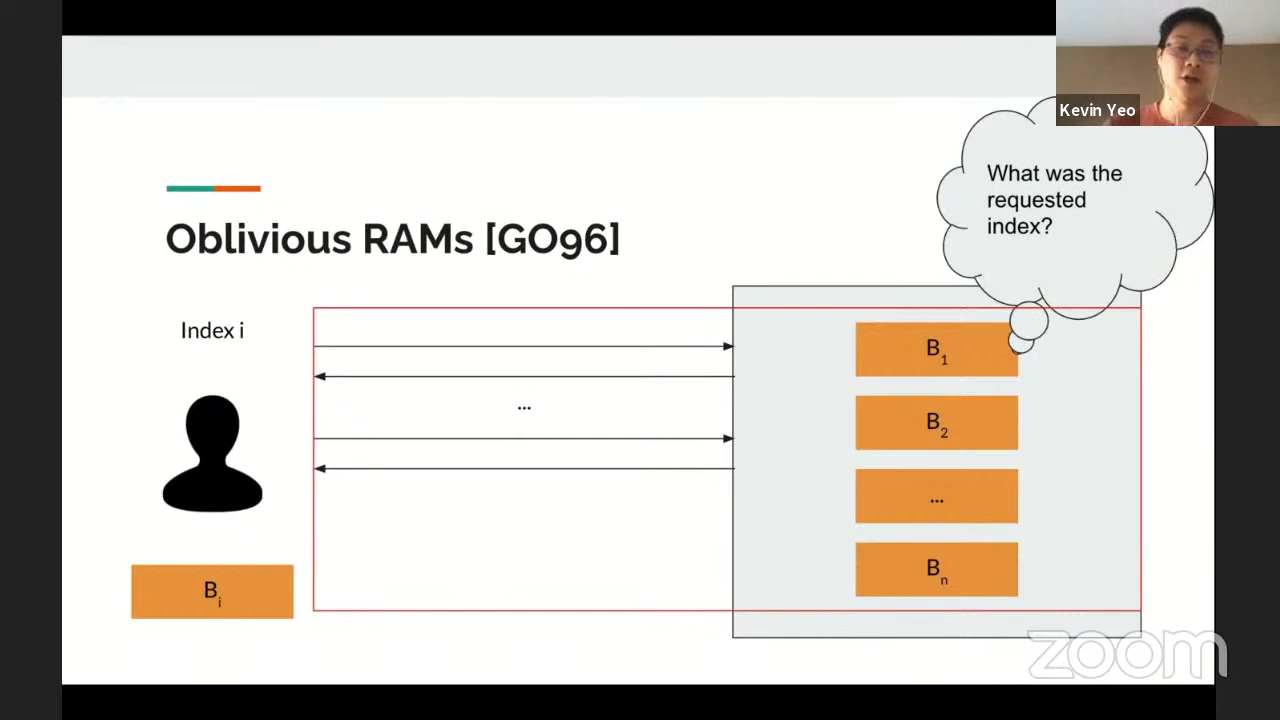 Kevin Yeo
What was the
requested
index?
Oblivious RAMs [GO96]
Index i
...
B1
B2
...
Bn
Bi
zoom